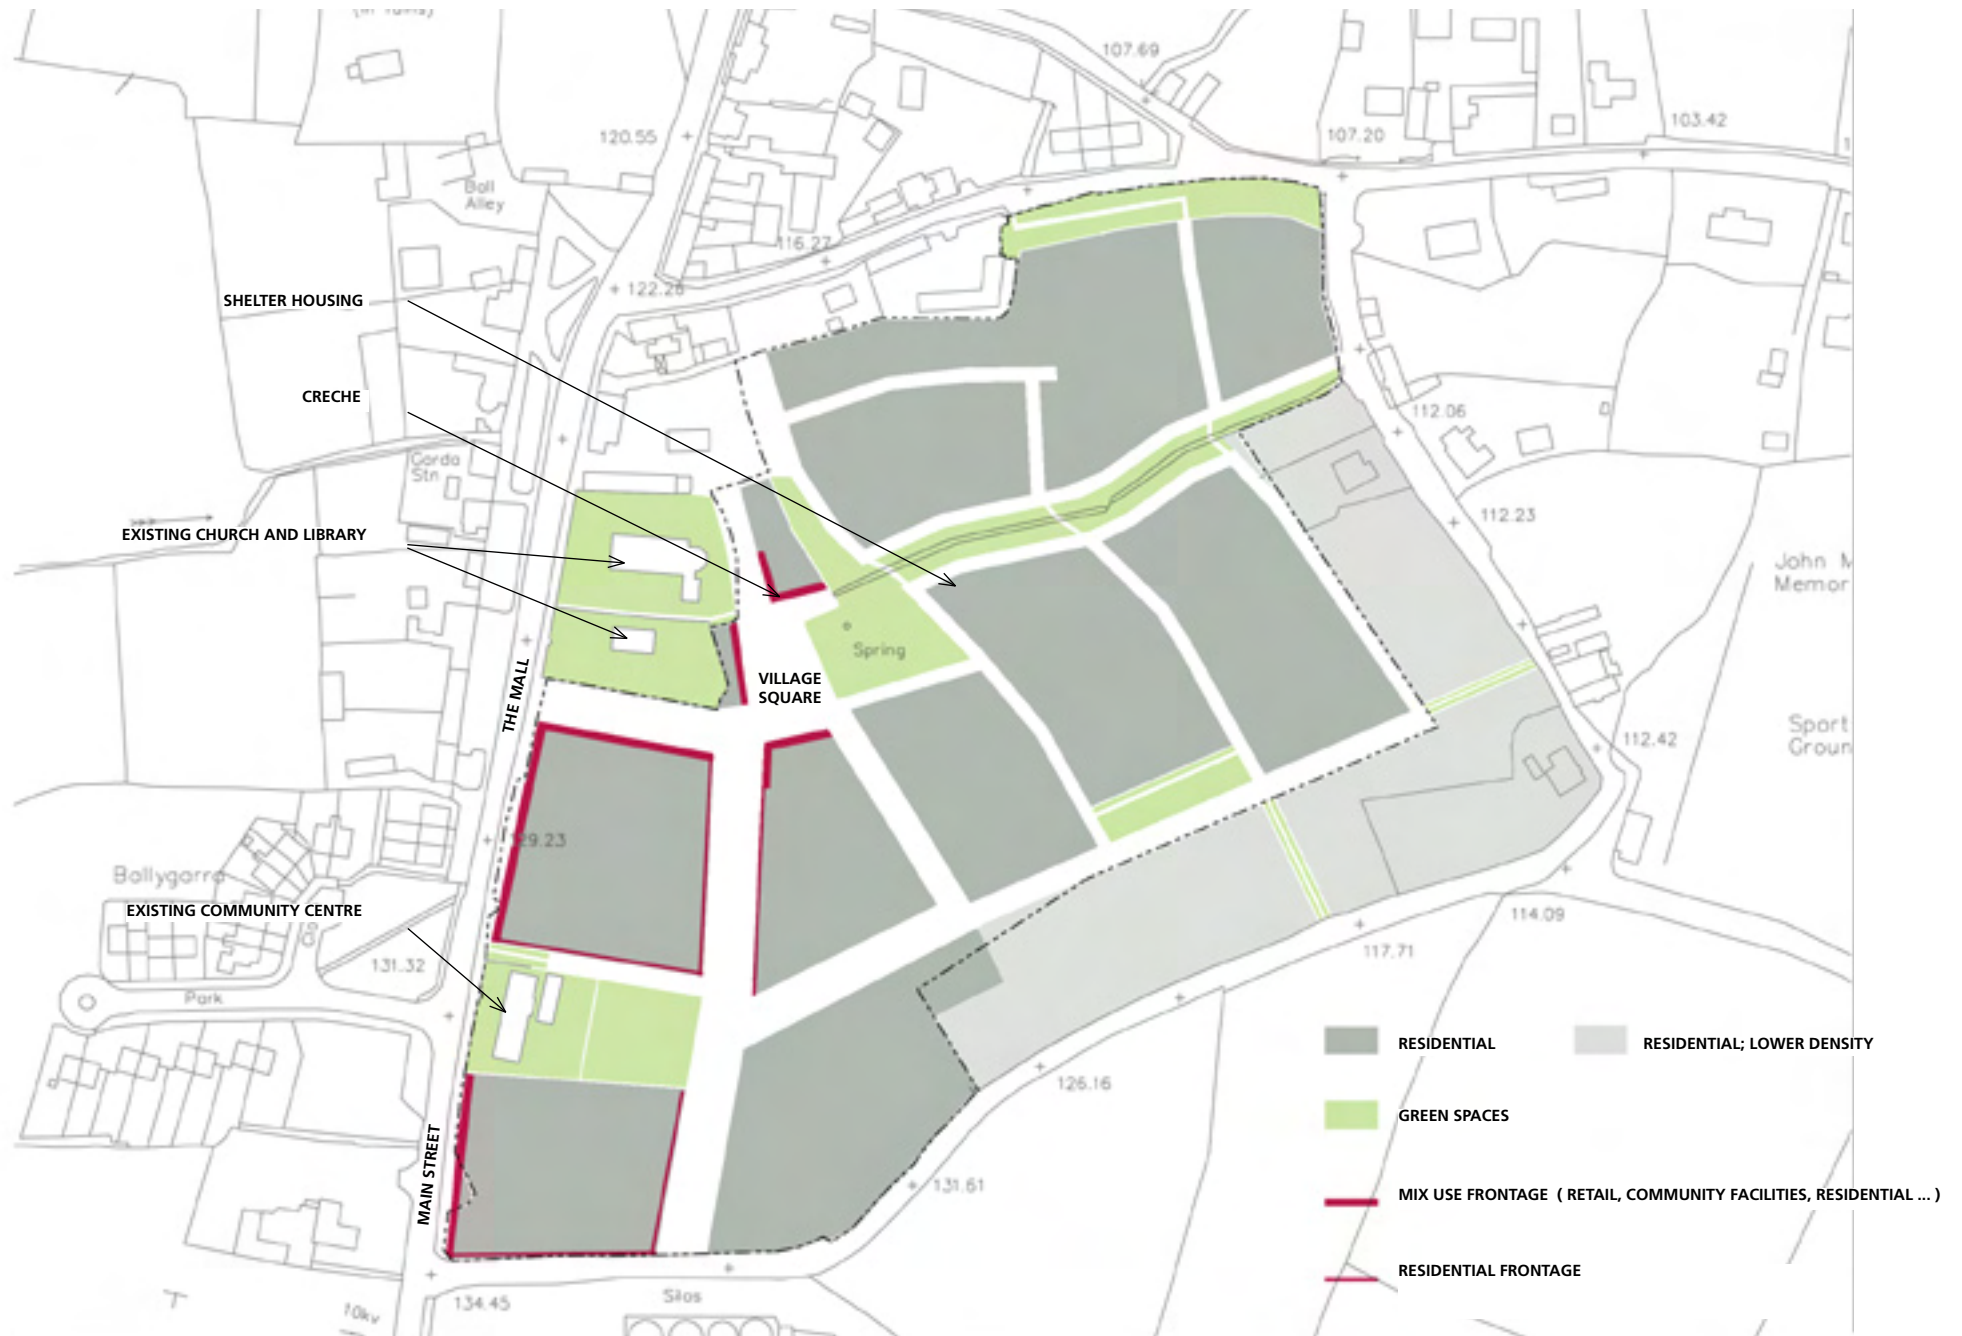 107.69
120.55
107.20
103.42
Ball
Alley
116.27
122.26
SHELTER HOUSING
CRECHE
112.06
Garda
Stn
112.23
EXISTING CHURCH AND LIBRARY
John M
Memor
Spring
THE MALL
VILLAGE
SQUARE
Sport
Groun
112.42
129.23
Ballygarra
EXISTING COMMUNITY CENTRE
114.09
117.71
131.32
Park
RESIDENTIAL
RESIDENTIAL; LOWER DENSITY
126.16
GREEN SPACES
MAIN STREET
131.61
MIX USE FRONTAGE ( RETAIL, COMMUNITY FACILITIES, RESIDENTIAL ... )
RESIDENTIAL FRONTAGE
Silos
134.45
10kv